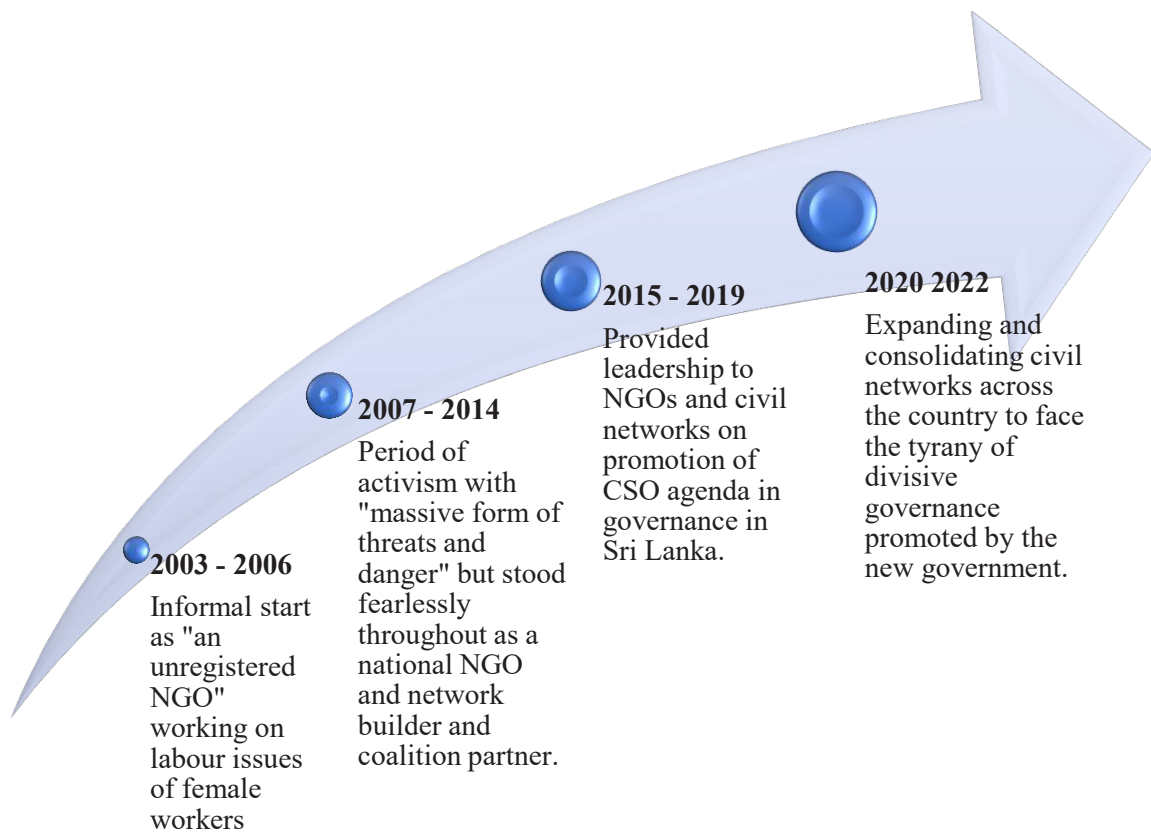 2003 - 2006
Informal start
as "an
unregistered
NGO"
working on
labour issues
of female
workers
2007 - 2014
Period of
activism with
"massive form of
threats and
danger" but stood
fearlessly
throughout as a
national NGO
and network
builder and
coalition partner.
2015 - 2019
Provided
leadership to
NGOs and civil
networks on
promotion of
CSO agenda in
governance in
Sri Lanka.
2020 2022
Expanding and
consolidating civil
networks across
the country to face
the tyranny of
divisive
governance
promoted by the
new government.